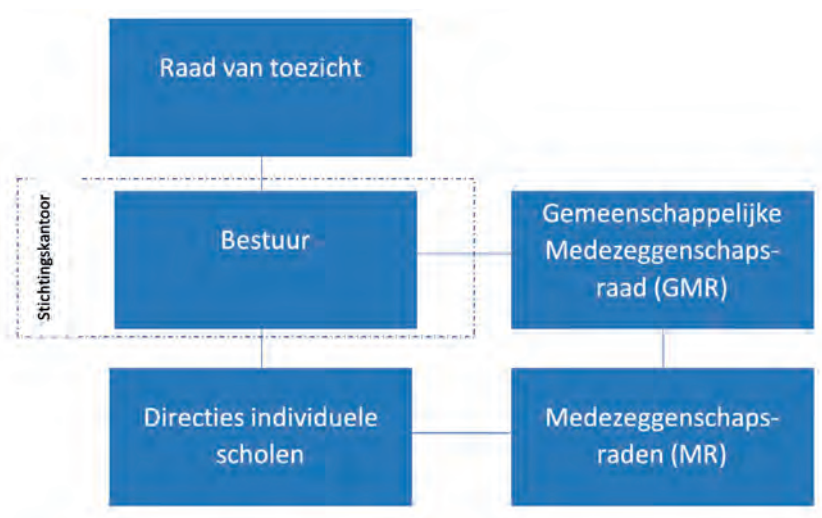 Raad van toezicht
Stichtingskantoor
Bestuur
Gemeenschappelijke
Medezeggenschaps-
raad (GMR)
Directies individuele
scholen
Medezeggenschaps-
raden (MR)